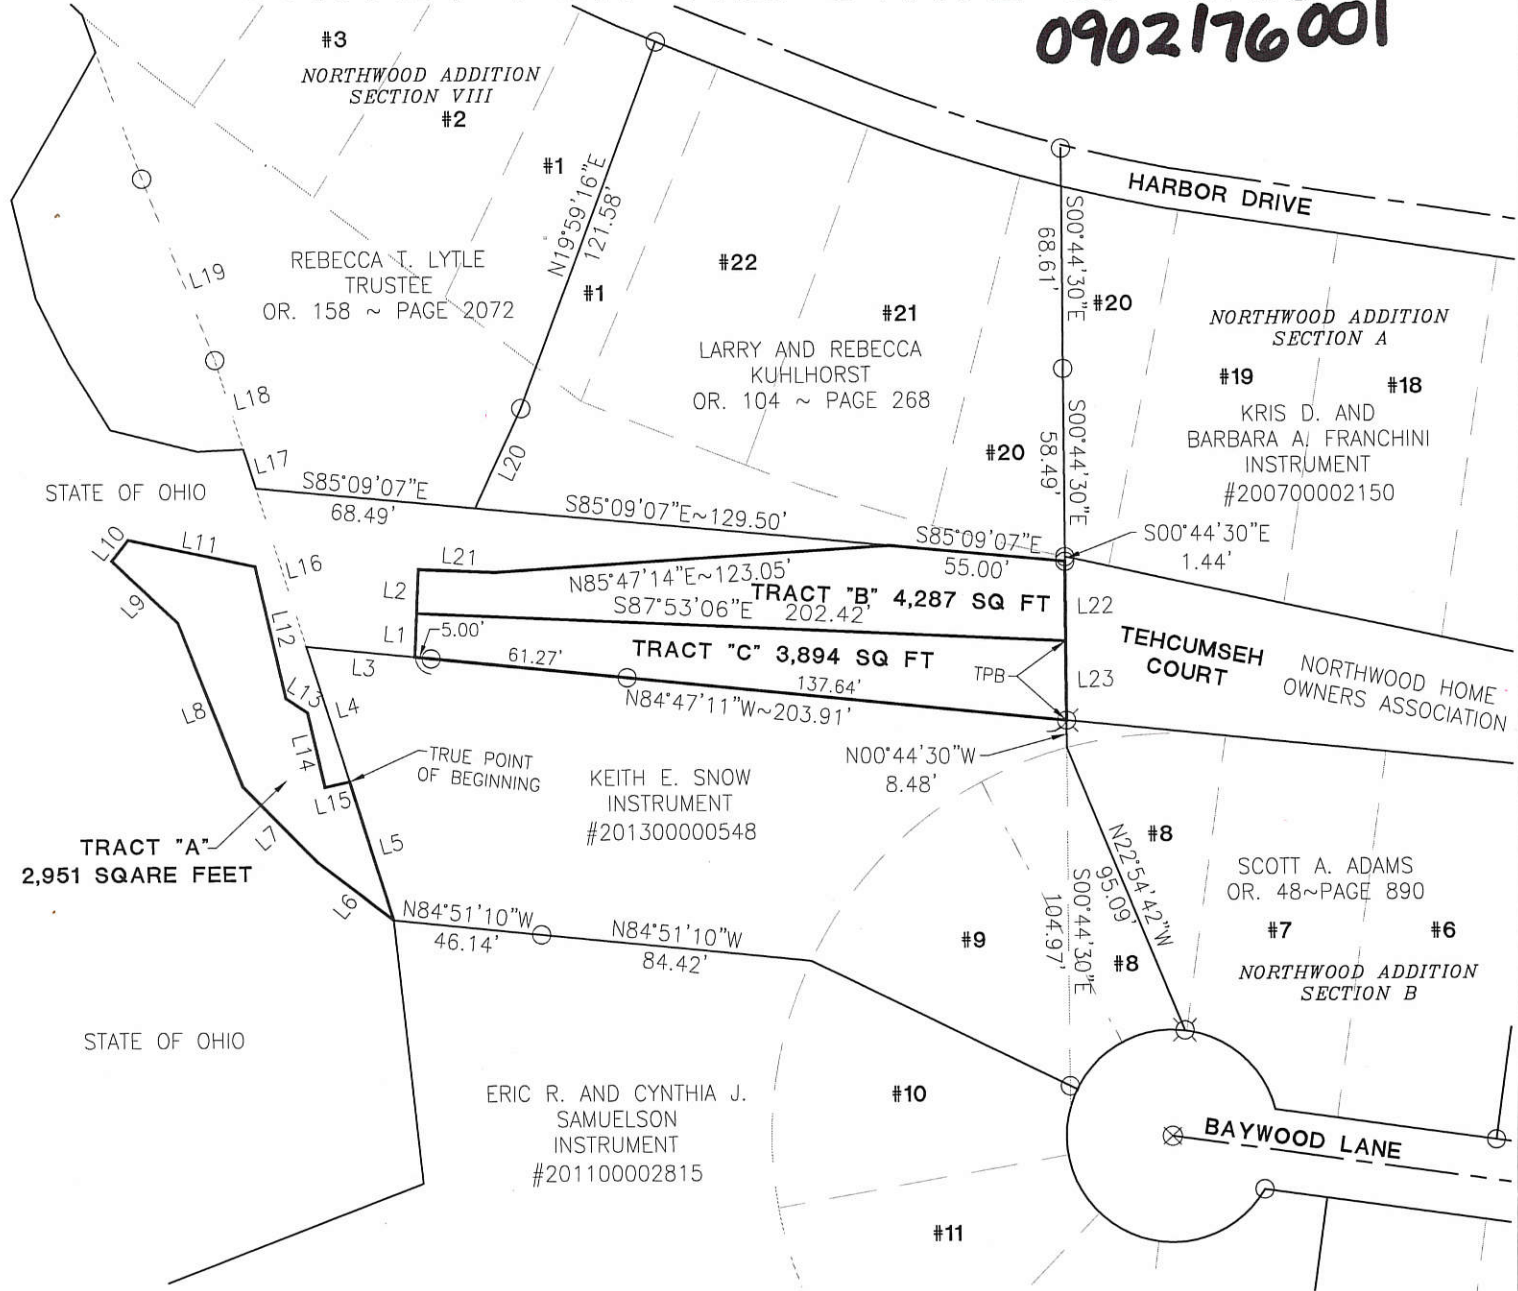 0902176001
#3
NORTHWOOD ADDITION
SECTION VIII
#2
#1
N19°59'16"E
121.58'
#1
HARBOR DRIVE
S00°44'30"E
68.61'
#20
#22
#21
L19
REBECCA T. LYTLE
TRUSTEE
OR. 158 ~ PAGE 2072
NORTHWOOD ADDITION
SECTION A
#19
#18
LARRY AND REBECCA
KUHLHORST
OR. 104 ~ PAGE 268
KRIS D. AND
BARBARA A. FRANCHINI
INSTRUMENT
#200700002150
L18
S00°44'30"E
58.49'
#20
L20
L17
STATE OF OHIO
S85°09'07"E
68.49'
S85°09'07"E~129.50'
S85°09'07"E
55.00'
S00°44'30"E
1.44'
L10
L11
L16
L21
L2
N85°47'14"E~123.05'
TRACT "B" 4,287 SQ FT
S87°53'06"E 202.42'
L22
L9
L12
L1
5.00'
61.27'
TRACT "C" 3,894 SQ FT
TEHCUMSEH
COURT
NORTHWOOD HOME
OWNERS ASSOCIATION
L3
137.64'
TPB
L23
L13
L4
L8
N84°47'11"W~203.91'
L14
TRUE POINT
OF BEGINNING
N00°44'30"W
8.48'
L15
KEITH E. SNOW
INSTRUMENT
#201300000548
L7
L5
TRACT "A"
2,951 SQARE FEET
L6
N22°54'42"W
95.09'
#8
SCOTT A. ADAMS
OR. 48~PAGE 890
S00°44'30"E
104.97'
N84°51'10"W
46.14'
N84°51'10"W
84.42'
#9
#8
#7
#6
NORTHWOOD ADDITION
SECTION B
STATE OF OHIO
ERIC R. AND CYNTHIA J.
SAMUELSON
INSTRUMENT
#201100002815
#10
BAYWOOD LANE
#11